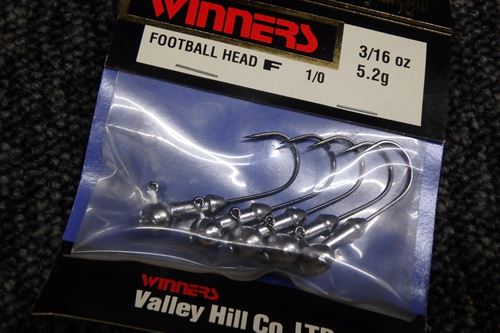 WINNERS
FOOTBALL HEAD F 1/0
3/16 oz
5.2g
WINNERS
Valley Hill Co. LTD